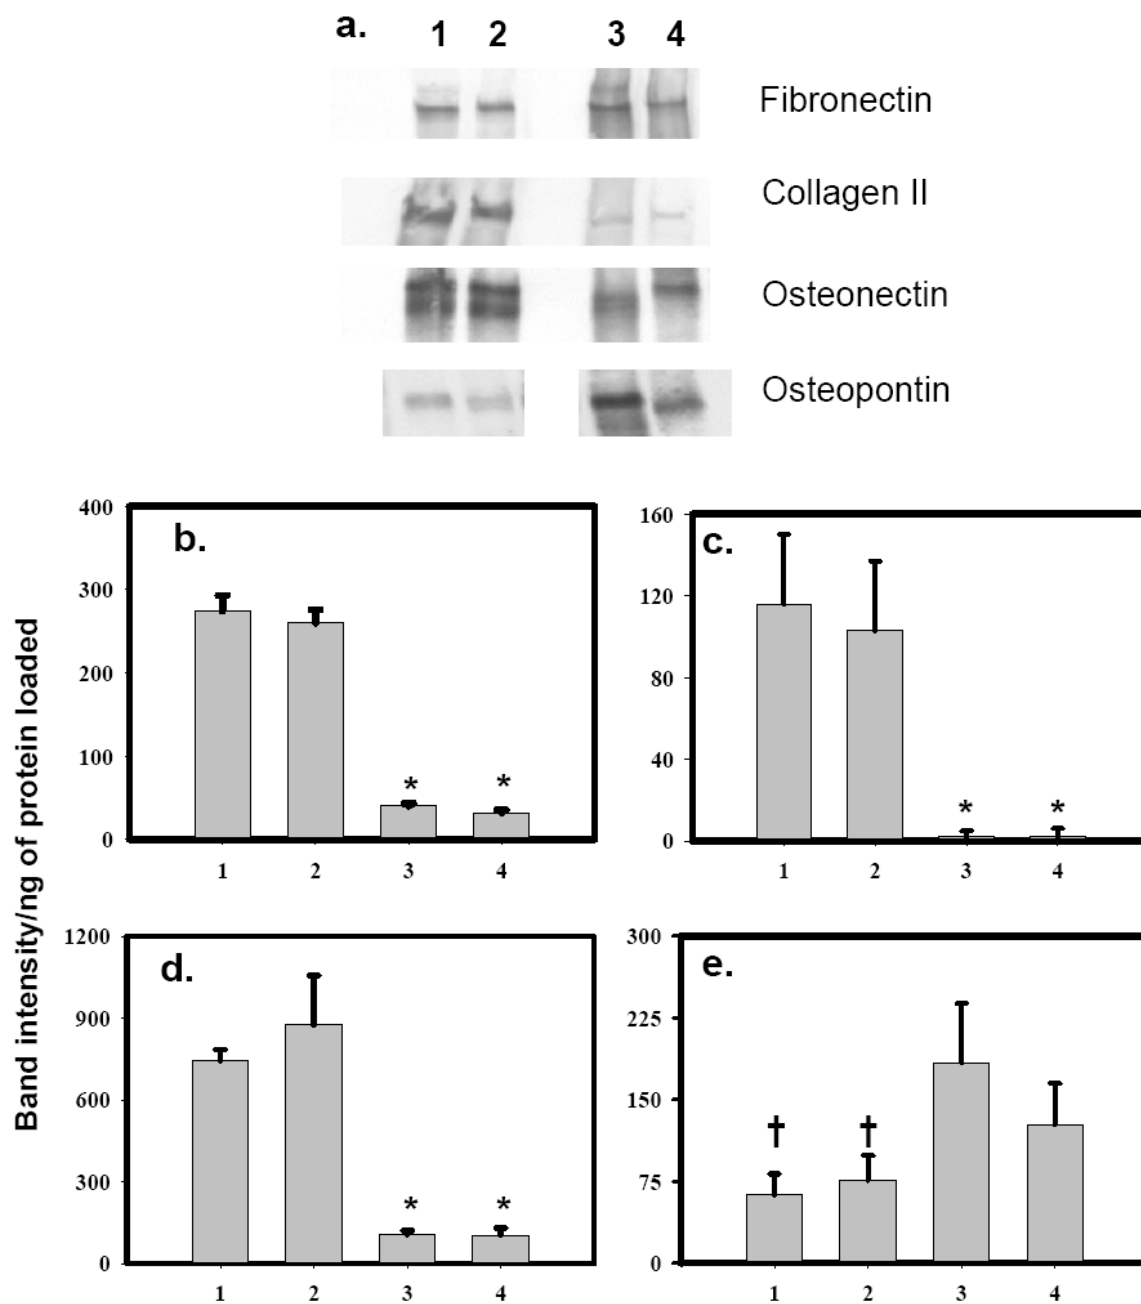 a. 1 2 3 4
Fibronectin
Collagen II
Osteonectin
Osteopontin
Band intensity/ng of protein loaded
b.
400
300
200
100
0
* *
1 2 3 4
c.
160
120
80
40
0
* *
1 2 3 4
d.
1200
900
600
300
0
* *
1 2 3 4
e.
300
225
150
75
0
† †
1 2 3 4